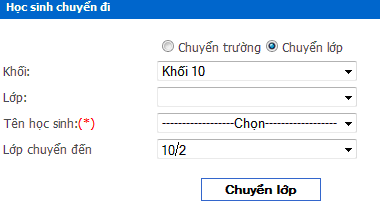 Học sinh chuyển đi
Chuyển trường Chuyển lớp
Khối: Khối 10
Lớp:
Tên học sinh:(*) ------------------Chọn------------------
Lớp chuyển đến 10/2
Chuyển lớp